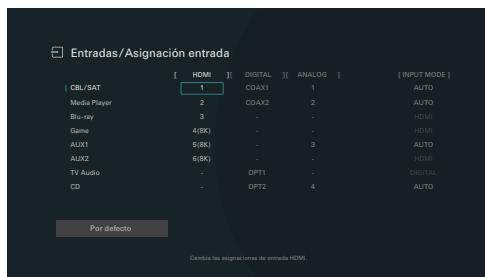 Entradas/Asignación entrada
[ HDMI ][ DIGITAL ][ ANALOG ] [ INPUT MODE ]
CBL/SAT 1 COAX1 1 AUTO
Media Player 2 COAX2 2 AUTO
Blu-ray 3 - - HDMI
Game 4(8K) - - AUTO
AUX1 5(8K) - 3 AUTO
AUX2 6(8K) - - HDMI
TV Audio - OPT1 - DIGITAL
CD - OPT2 4 AUTO
Por defecto
Cambia las asignaciones de entrada HDMI.